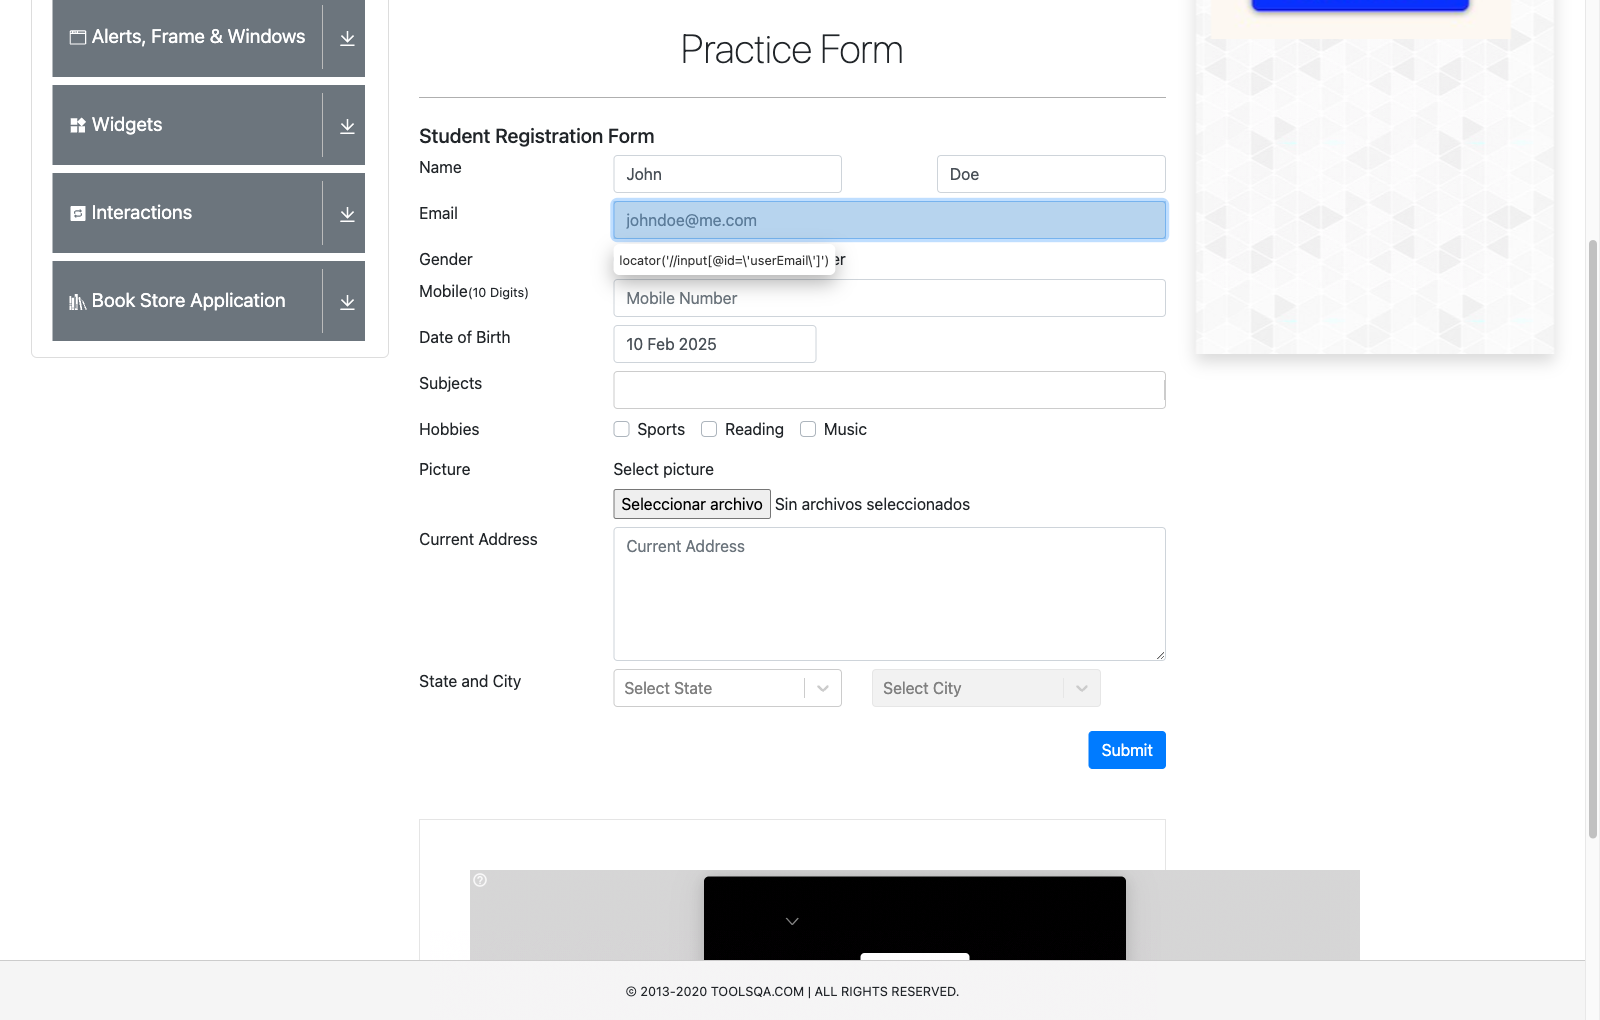 Alerts, Frame & Windows
Widgets
Interactions
Book Store Application
Practice Form
Student Registration Form
Name
John
Doe
Email
johndoe@me.com
Gender
locator('//input[@id=\'userEmail\']')
Mobile(10 Digits)
Mobile Number
Date of Birth
10 Feb 2025
Subjects
Hobbies
Sports
Reading
Music
Picture
Select picture
Seleccionar archivo
Sin archivos seleccionados
Current Address
Current Address
State and City
Select State
Select City
Submit
© 2013-2020 TOOLSQA.COM | ALL RIGHTS RESERVED.